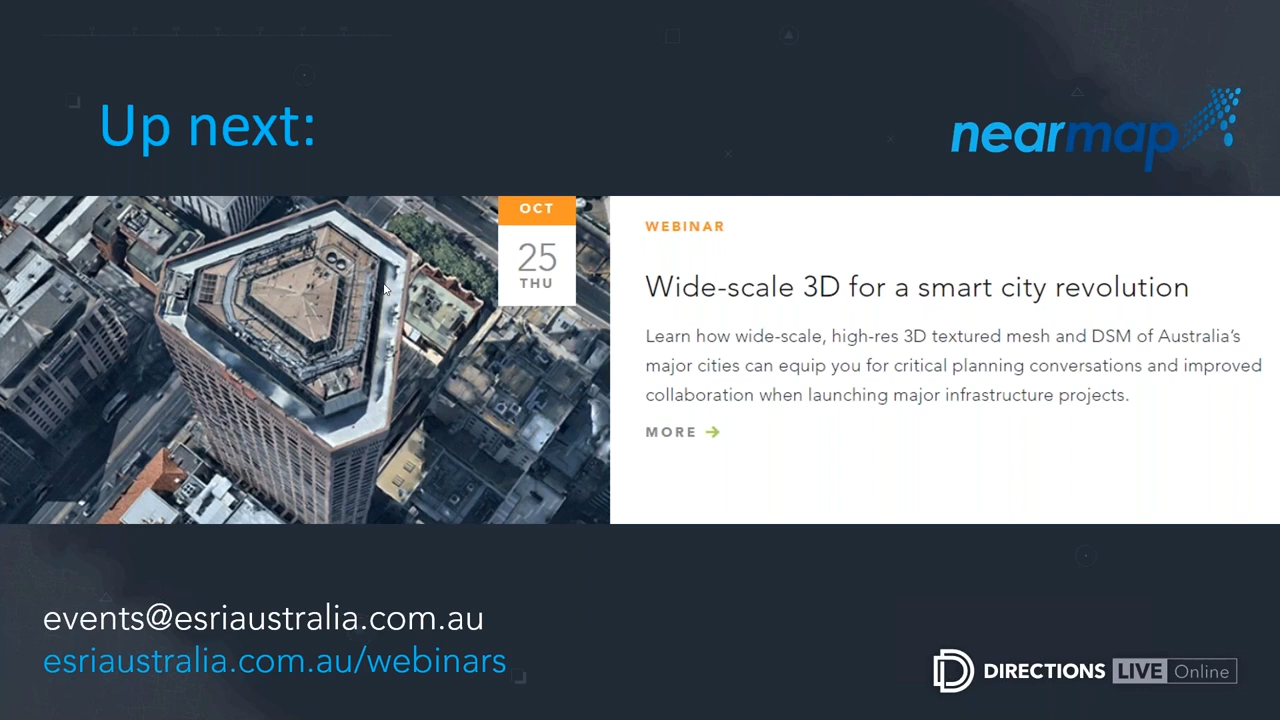 Up next:
nearmap
OCT
25
THU
WEBINAR
Wide-scale 3D for a smart city revolution
Learn how wide-scale, high-res 3D textured mesh and DSM of Australia's
major cities can equip you for critical planning conversations and improved
collaboration when launching major infrastructure projects.
MORE →
events@esriaustralia.com.au
esriaustralia.com.au/webinars
DIRECTIONS LIVE Online